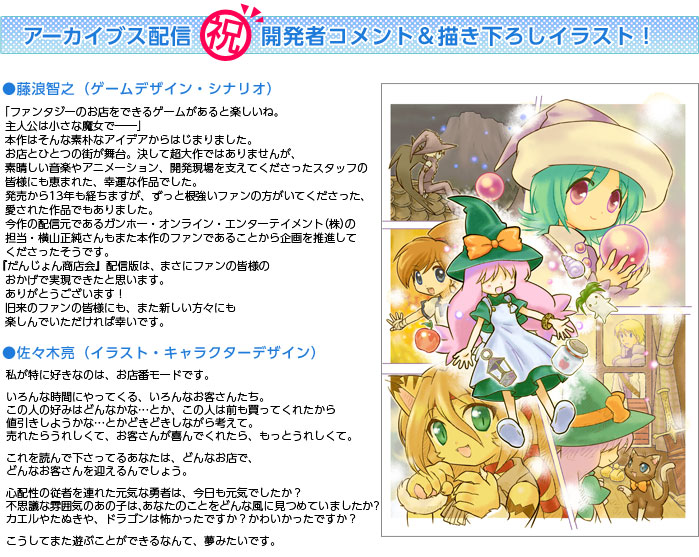 アーカイブス配信 祝 開発者コメント＆描き下ろしイラスト！
●藤浪智之（ゲームデザイン・シナリオ）
「ファンタジーのお店をできるゲームがあると楽しいね。
主人公は小さな魔女で――」
本作はそんな素朴なアイデアからはじまりました。
お店とひとつの街が舞台。決して超大作ではありませんが、
素晴しい音楽やアニメーション、開発現場を支えてくださったスタッフの
皆様にも恵まれた、幸運な作品でした。
発売から13年も経ちますが、ずっと根強いファンの方がいてくださった、
愛された作品でもありました。
今作の配信元であるガンホー・オンライン・エンターテイメント(株)の
担当・横山正純さんもまた本作のファンであることから企画を推進して
くださったそうです。
『だんじょん商店会』配信版は、まさにファンの皆様の
おかげで実現できたと思います。
ありがとうございます！
旧来のファンの皆様にも、また新しい方々にも
楽しんでいただければ幸いです。
●佐々木亮（イラスト・キャラクターデザイン）
私が特に好きなのは、お店番モードです。
いろんな時間にやってくる、いろんなお客さんたち。
この人の好みはどんなかな…とか、この人は前も買ってくれたから
値引きしようかな…とかどきどきしながら考えて。
売れたらうれしくて、お客さんが喜んでくれたら、もっとうれしくて。
これを読んで下さってるあなたは、どんなお店で、
どんなお客さんを迎えるんでしょう。
心配性の従者を連れた元気な勇者は、今日も元気でしたか？
不思議な雰囲気のあの子は、あなたのことをどんな風に見つめていましたか？
カエルやたぬきや、ドラゴンは怖かったですか？かわいかったですか？
こうしてまた遊ぶことができるなんて、夢みたいです。